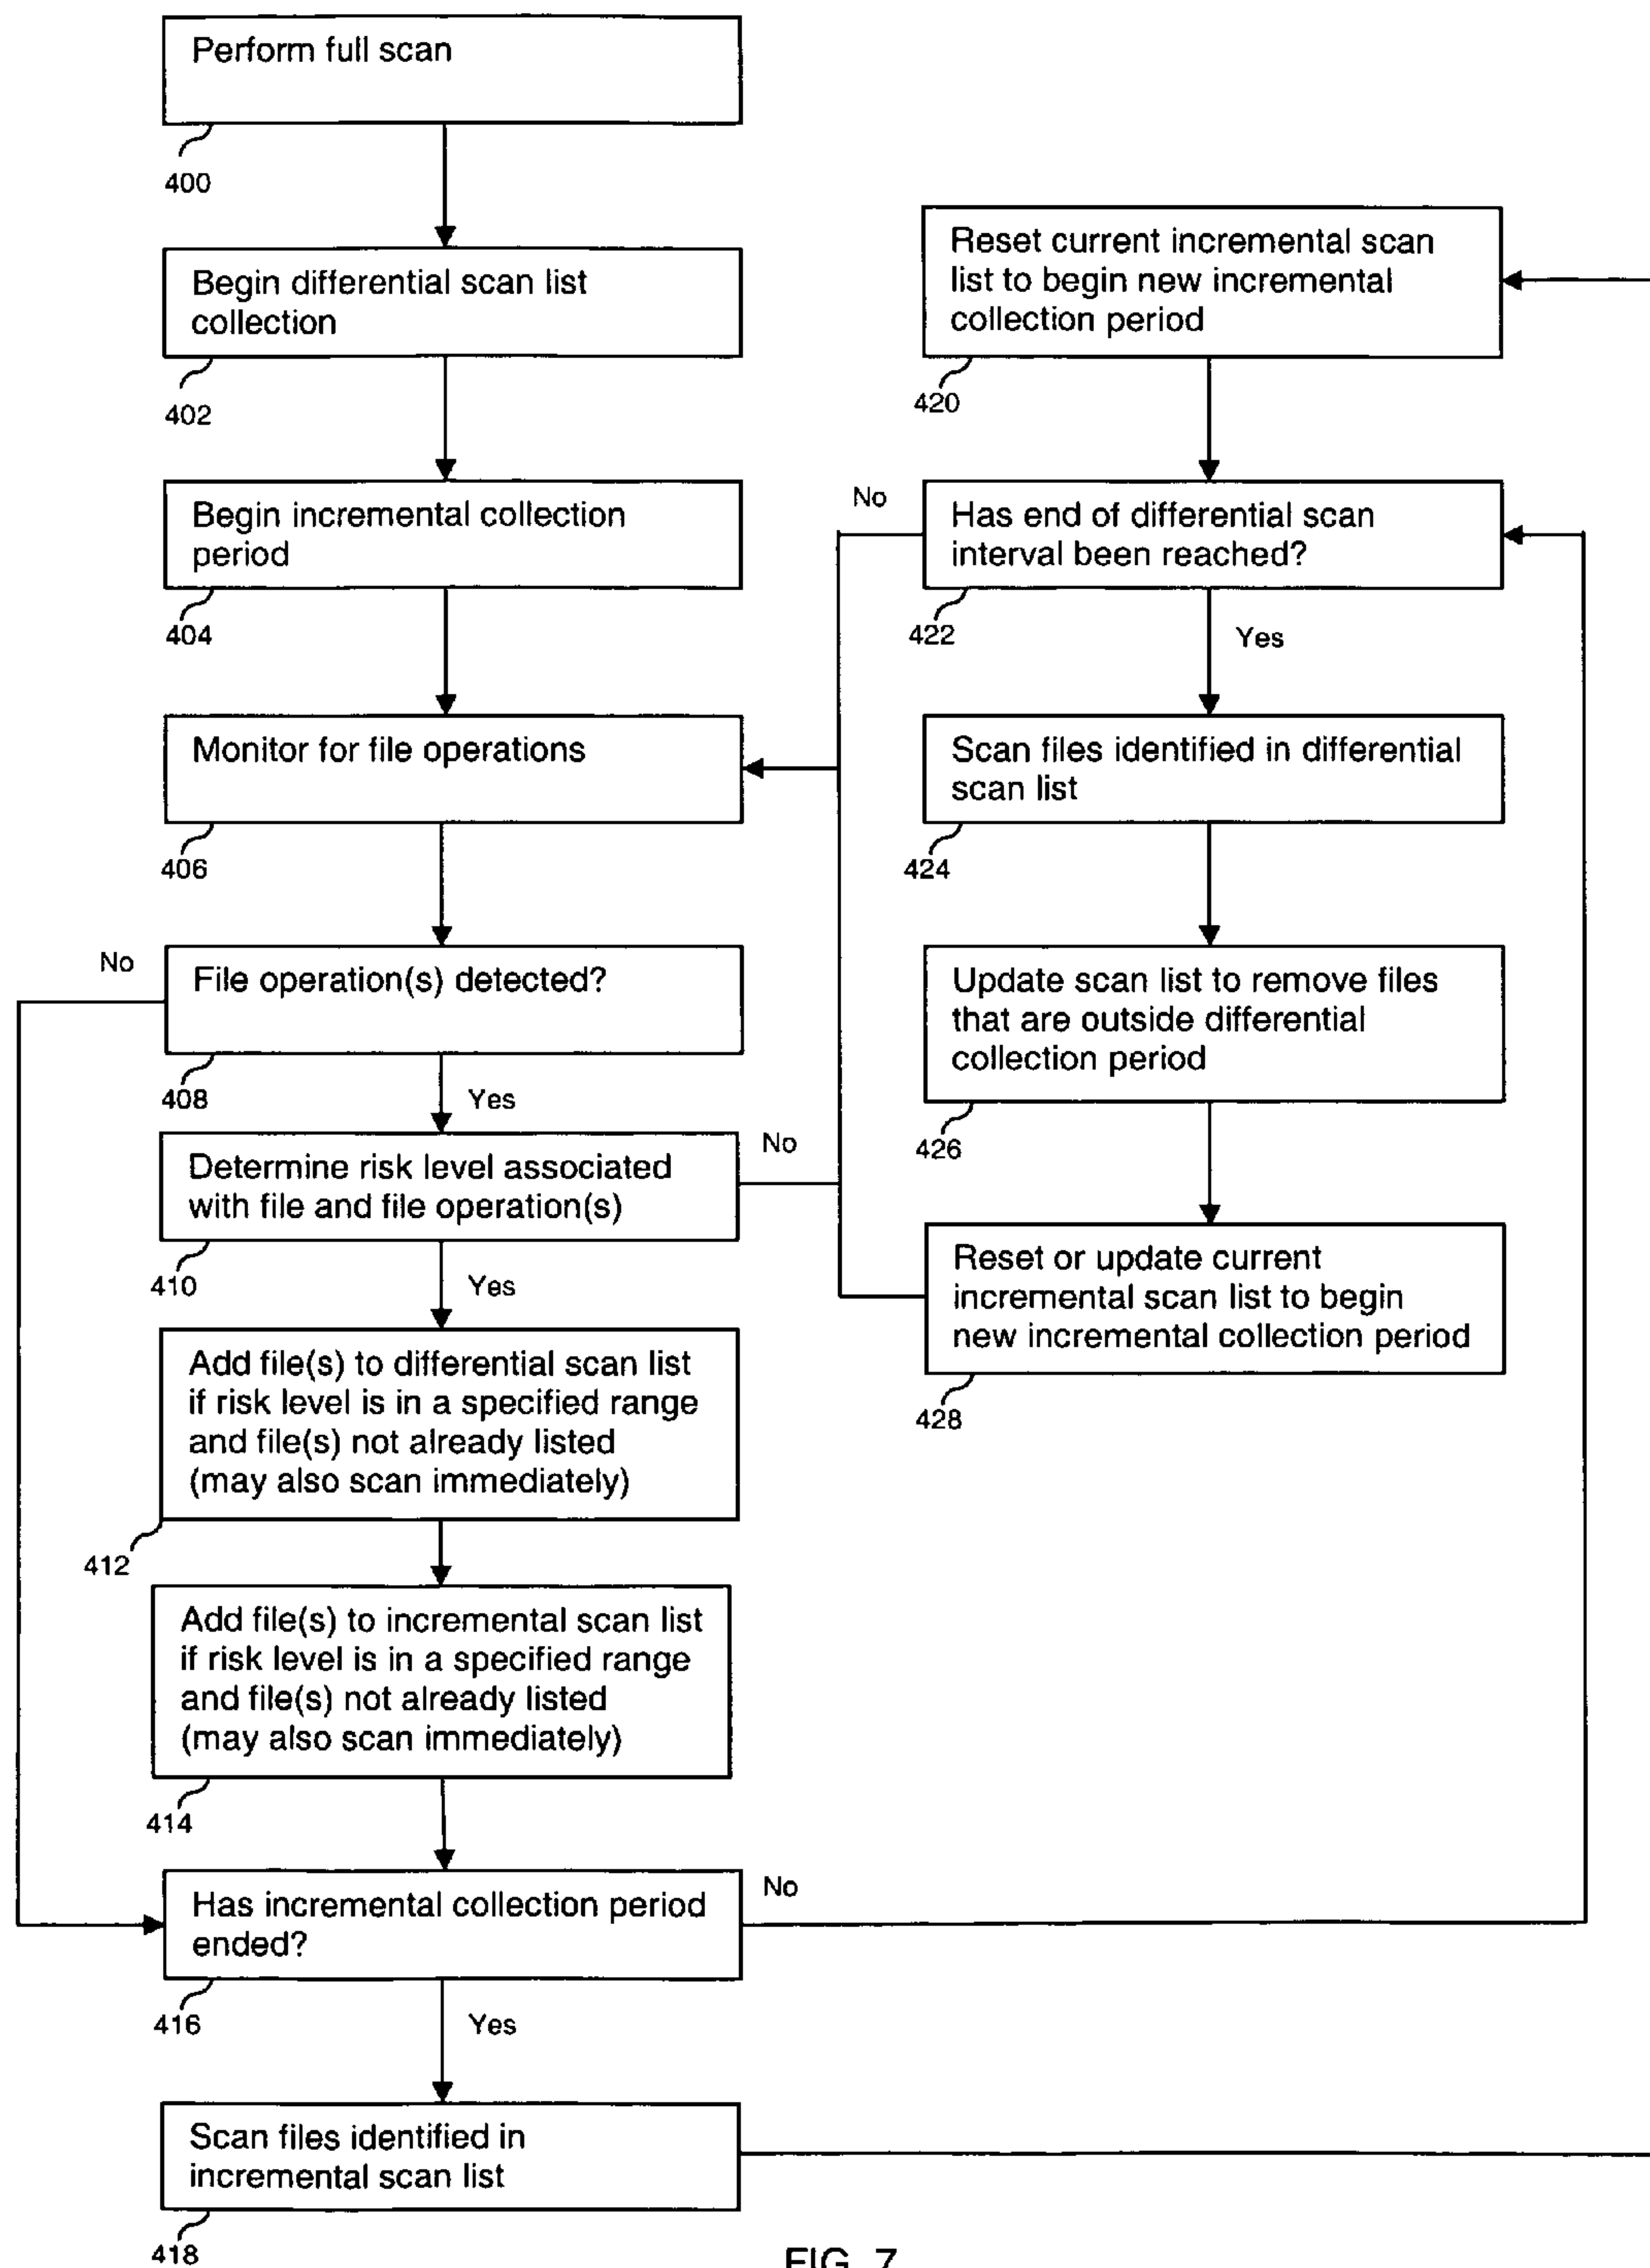 Perform full scan
400
Begin differential scan list
collection
402
Begin incremental collection
period
404
Monitor for file operations
406
No
File operation(s) detected?
408
Yes
Determine risk level associated
with file and file operation(s)
No
410
Yes
Add file(s) to differential scan list
if risk level is in a specified range
and file(s) not already listed
(may also scan immediately)
412
Add file(s) to incremental scan list
if risk level is in a specified range
and file(s) not already listed
(may also scan immediately)
414
Has incremental collection period
ended?
No
416
Yes
Scan files identified in
incremental scan list
418
Reset current incremental scan
list to begin new incremental
collection period
420
No
Has end of differential scan
interval been reached?
422
Yes
Scan files identified in differential
scan list
424
Update scan list to remove files
that are outside differential
collection period
426
Reset or update current
incremental scan list to begin
new incremental collection period
428
FIG. 7